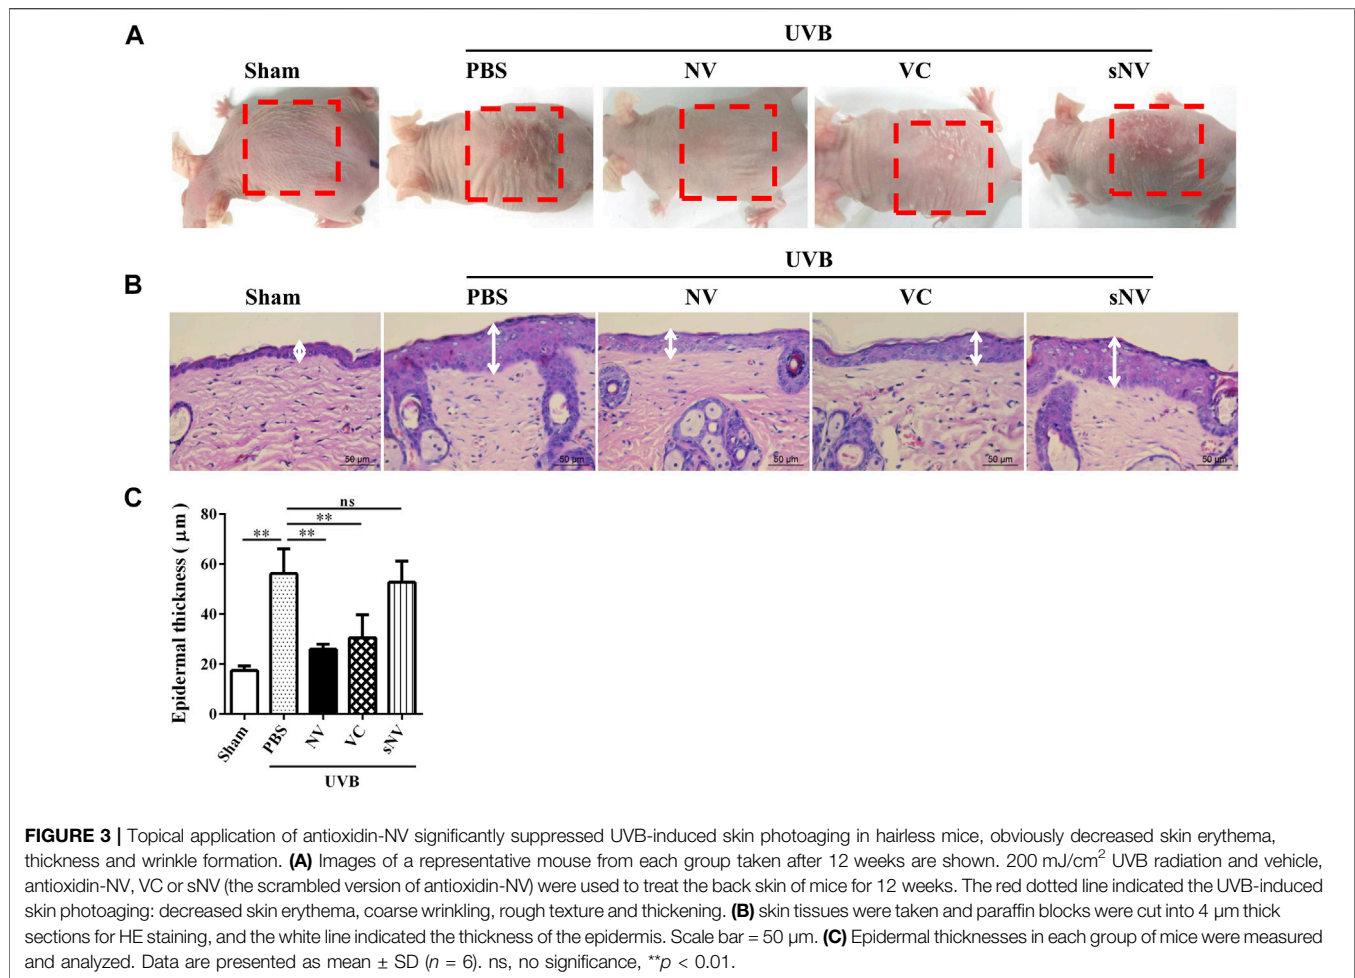 A
UVB
Sham PBS NV VC sNV
UVB
B
Sham PBS NV VC sNV
50 µm 50 µm 50 µm 50 µm 50 µm
C
Epidermal thickness ( µm )
80
60
40
20
0
ns
**
** **
Sham PBS NV VC sNV
UVB
FIGURE 3 | Topical application of antioxidin-NV significantly suppressed UVB-induced skin photoaging in hairless mice, obviously decreased skin erythema,
thickness and wrinkle formation. (A) Images of a representative mouse from each group taken after 12 weeks are shown. 200 mJ/cm² UVB radiation and vehicle,
antioxidin-NV, VC or sNV (the scrambled version of antioxidin-NV) were used to treat the back skin of mice for 12 weeks. The red dotted line indicated the UVB-induced
skin photoaging: decreased skin erythema, coarse wrinkling, rough texture and thickening. (B) skin tissues were taken and paraffin blocks were cut into 4 µm thick
sections for HE staining, and the white line indicated the thickness of the epidermis. Scale bar = 50 µm. (C) Epidermal thicknesses in each group of mice were measured
and analyzed. Data are presented as mean ± SD (n = 6). ns, no significance, **p < 0.01.